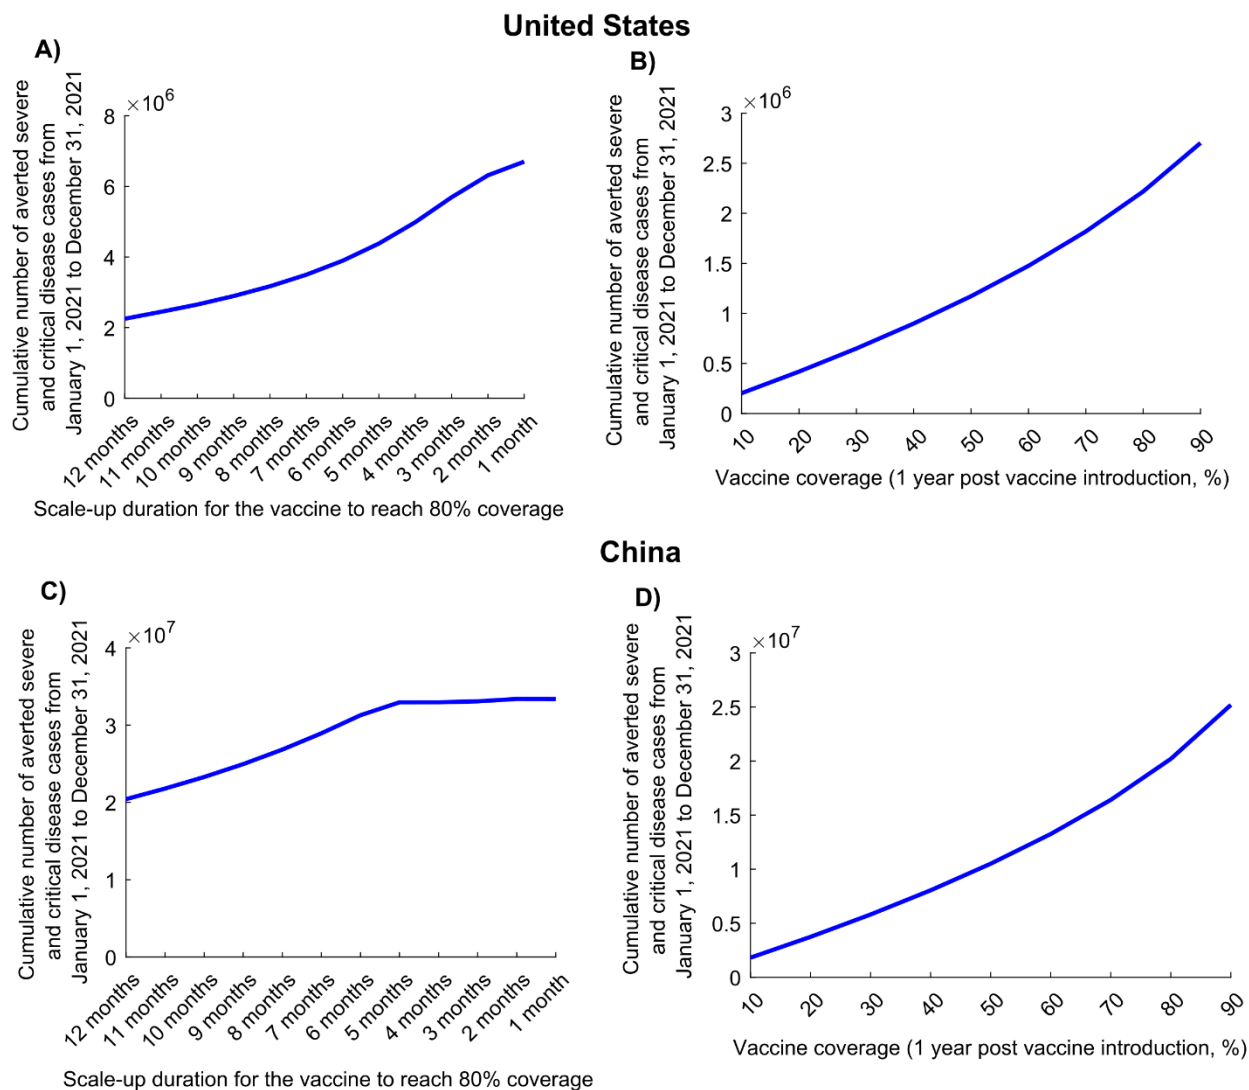 United States
A)
Cumulative number of averted severe
and critical disease cases from
January 1, 2021 to December 31, 2021
×10⁶
8
6
4
2
0
12 months
11 months
10 months
9 months
8 months
7 months
6 months
5 months
4 months
3 months
2 months
1 month
Scale-up duration for the vaccine to reach 80% coverage
B)
Cumulative number of averted severe
and critical disease cases from
January 1, 2021 to December 31, 2021
×10⁶
3
2.5
2
1.5
1
0.5
0
10
20
30
40
50
60
70
80
90
Vaccine coverage (1 year post vaccine introduction, %)
China
C)
Cumulative number of averted severe
and critical disease cases from
January 1, 2021 to December 31, 2021
×10⁷
4
3
2
1
0
12 months
11 months
10 months
9 months
8 months
7 months
6 months
5 months
4 months
3 months
2 months
1 month
Scale-up duration for the vaccine to reach 80% coverage
D)
Cumulative number of averted severe
and critical disease cases from
January 1, 2021 to December 31, 2021
×10⁷
3
2.5
2
1.5
1
0.5
0
10
20
30
40
50
60
70
80
90
Vaccine coverage (1 year post vaccine introduction, %)